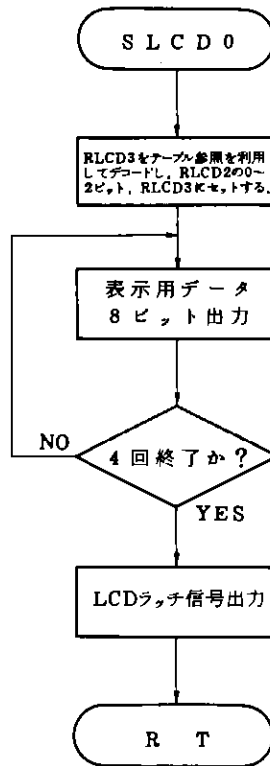 SLCD0
RLCD3をテーブル参照を利用
してデコードし、RLCD2の0~
2ビット、RLCD3にセットする。
表示用データ
8ビット出力
4回終了か?
NO
YES
LCDラッチ信号出力
R T